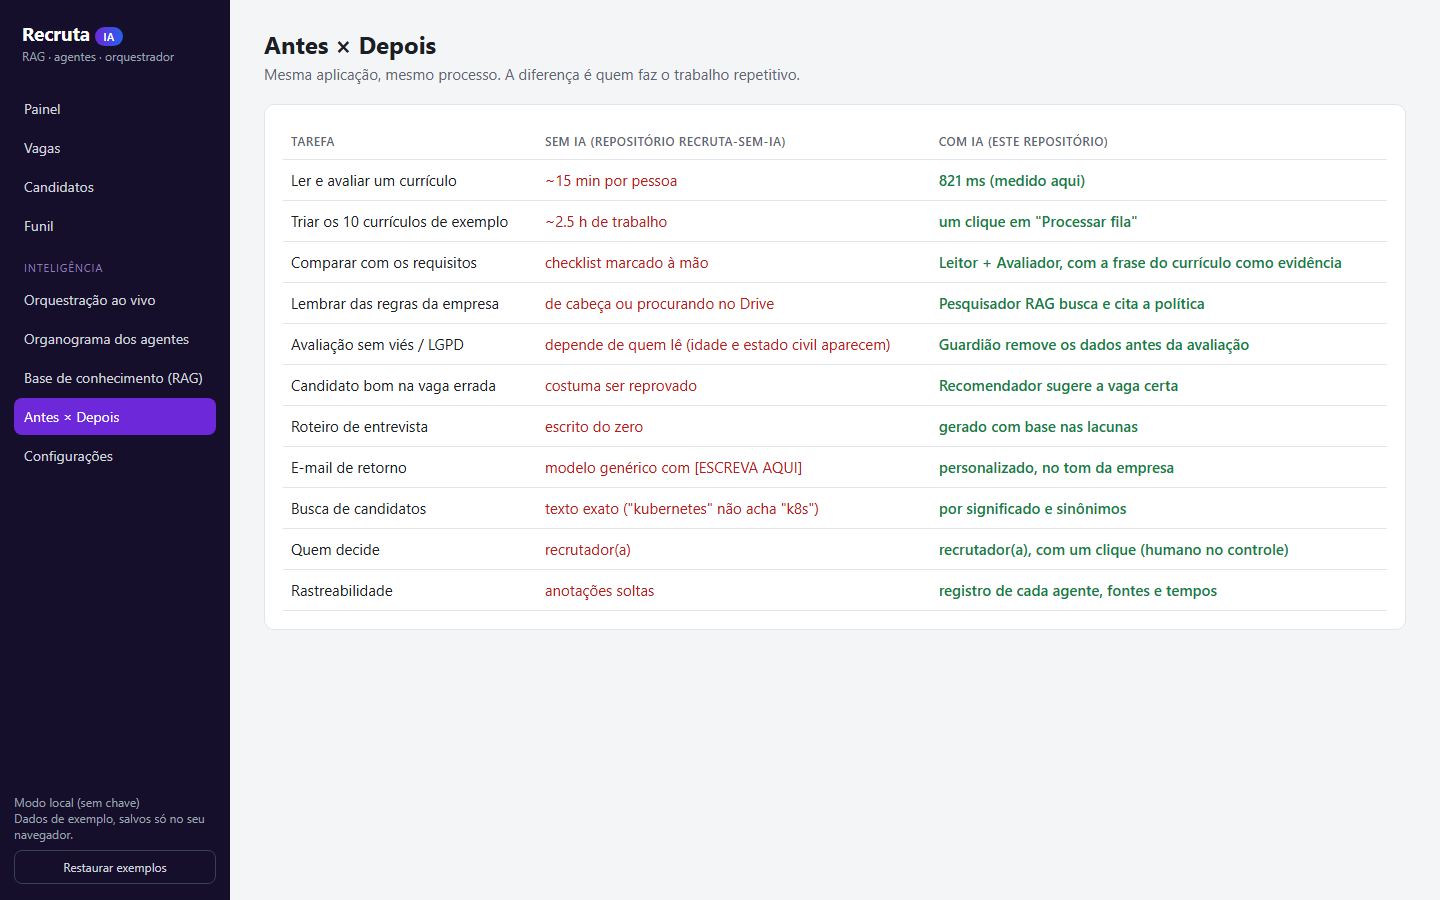 Recruta IA
RAG · agentes · orquestrador
Painel
Vagas
Candidatos
Funil
INTELIGÊNCIA
Orquestração ao vivo
Organograma dos agentes
Base de conhecimento (RAG)
Antes × Depois
Configurações
Modo local (sem chave)
Dados de exemplo, salvos só no seu
navegador.
Restaurar exemplos
Antes × Depois
Mesma aplicação, mesmo processo. A diferença é quem faz o trabalho repetitivo.
TAREFA SEM IA (REPOSITÓRIO RECRUTA-SEM-IA) COM IA (ESTE REPOSITÓRIO)
Ler e avaliar um currículo ~15 min por pessoa 821 ms (medido aqui)
Triar os 10 currículos de exemplo ~2.5 h de trabalho um clique em "Processar fila"
Comparar com os requisitos checklist marcado à mão Leitor + Avaliador, com a frase do currículo como evidência
Lembrar das regras da empresa de cabeça ou procurando no Drive Pesquisador RAG busca e cita a política
Avaliação sem viés / LGPD depende de quem lê (idade e estado civil aparecem) Guardião remove os dados antes da avaliação
Candidato bom na vaga errada costuma ser reprovado Recomendador sugere a vaga certa
Roteiro de entrevista escrito do zero gerado com base nas lacunas
E-mail de retorno modelo genérico com [ESCREVA AQUI] personalizado, no tom da empresa
Busca de candidatos texto exato ("kubernetes" não acha "k8s") por significado e sinônimos
Quem decide recrutador(a) recrutador(a), com um clique (humano no controle)
Rastreabilidade anotações soltas registro de cada agente, fontes e tempos